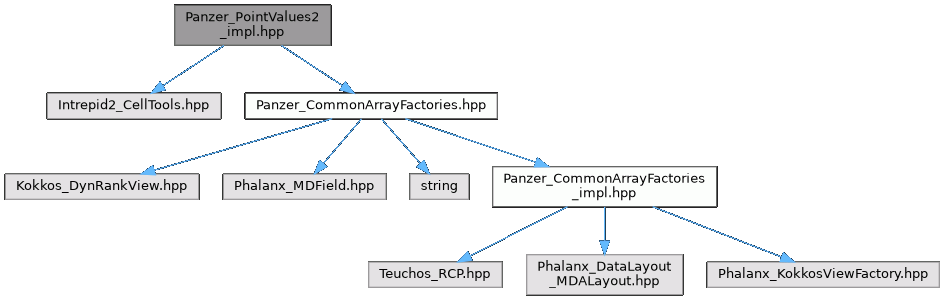 Panzer_PointValues2
_impl.hpp
Intrepid2_CellTools.hpp
Panzer_CommonArrayFactories.hpp
Kokkos_DynRankView.hpp
Phalanx_MDField.hpp
string
Panzer_CommonArrayFactories
_impl.hpp
Teuchos_RCP.hpp
Phalanx_DataLayout
_MDALayout.hpp
Phalanx_KokkosViewFactory.hpp